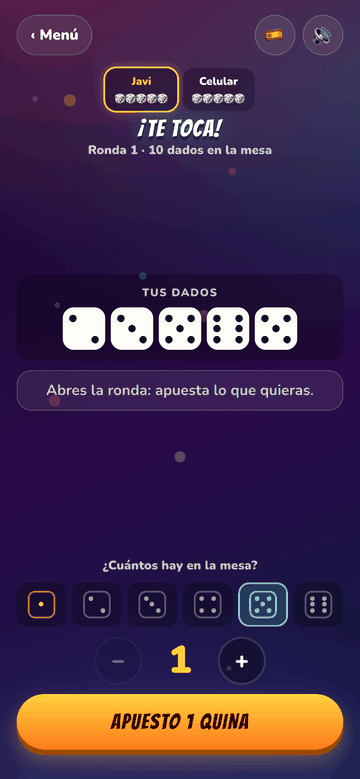 ‹ Menú
Javi
Celular
¡TE TOCA!
Ronda 1 · 10 dados en la mesa
TUS DADOS
Abres la ronda: apuesta lo que quieras.
¿Cuántos hay en la mesa?
− 1 +
APUESTO 1 QUINA